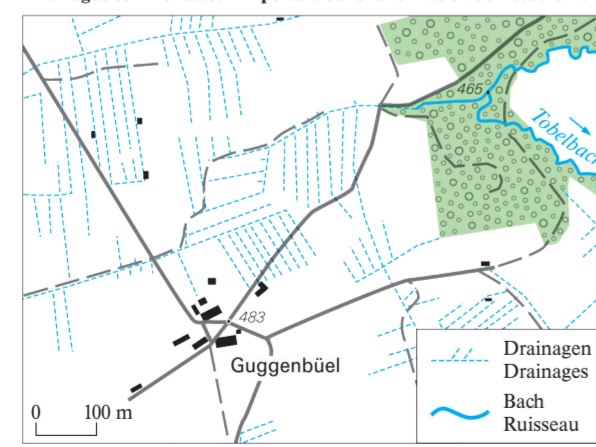 465
Tobelbach
483
Guggenbüel
0 100 m
Drainagen
Drainages
Bach
Ruisseau